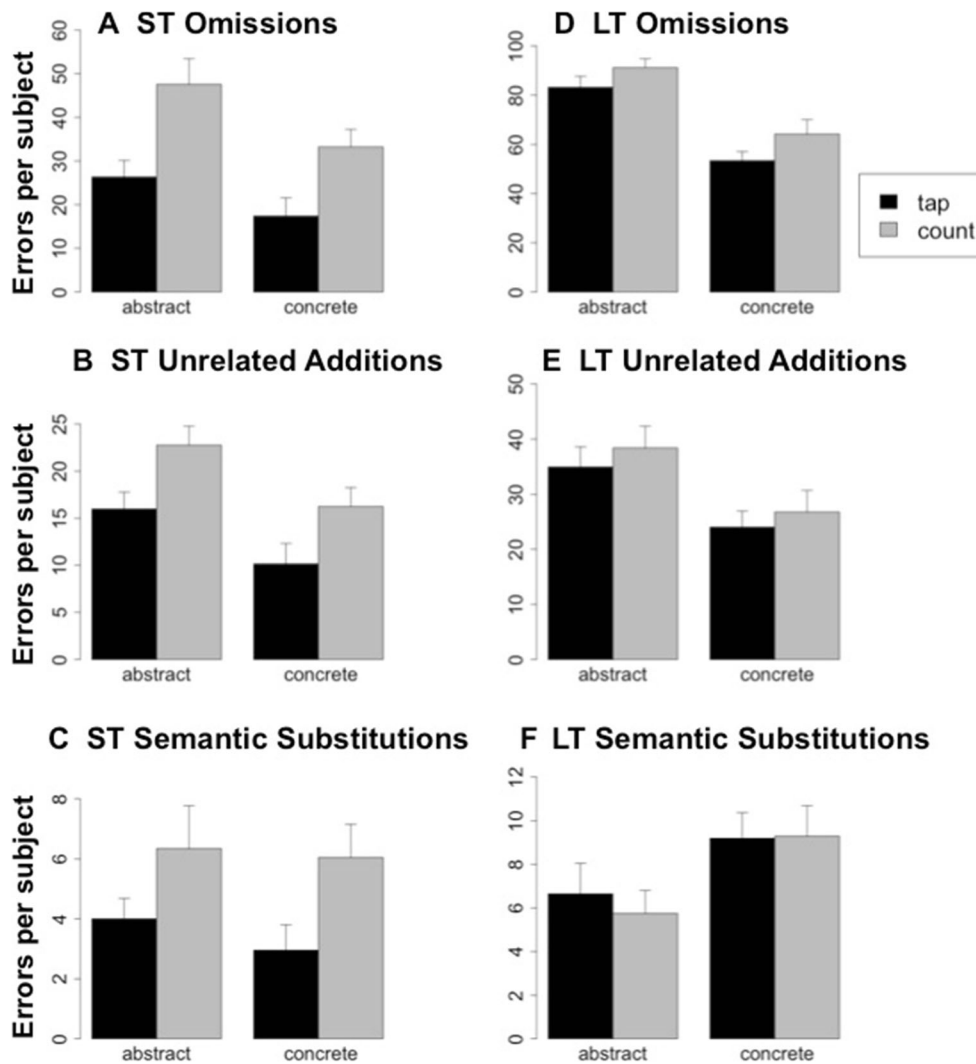 A ST Omissions
Errors per subject
60
50
40
30
20
10
0
abstract
concrete
D LT Omissions
100
80
60
40
20
0
abstract
concrete
tap
count
B ST Unrelated Additions
Errors per subject
25
20
15
10
5
0
abstract
concrete
E LT Unrelated Additions
50
40
30
20
10
0
abstract
concrete
C ST Semantic Substitutions
Errors per subject
8
6
4
2
0
abstract
concrete
F LT Semantic Substitutions
12
10
8
6
4
2
0
abstract
concrete